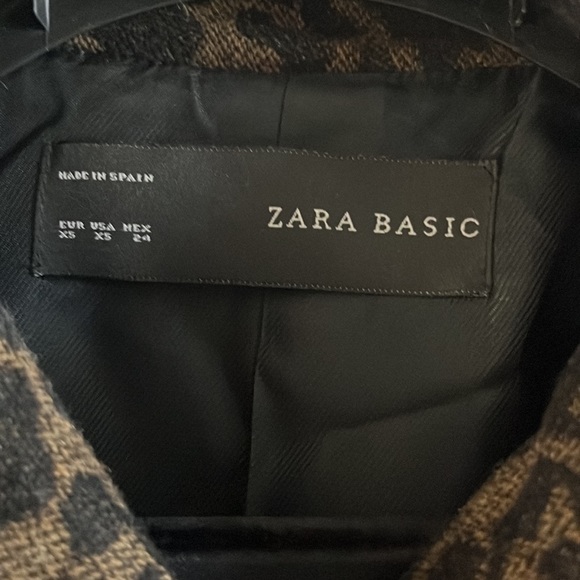 MADE IN SPAIN
ZARA BASIC
EUR USA MEX
XS XS 24